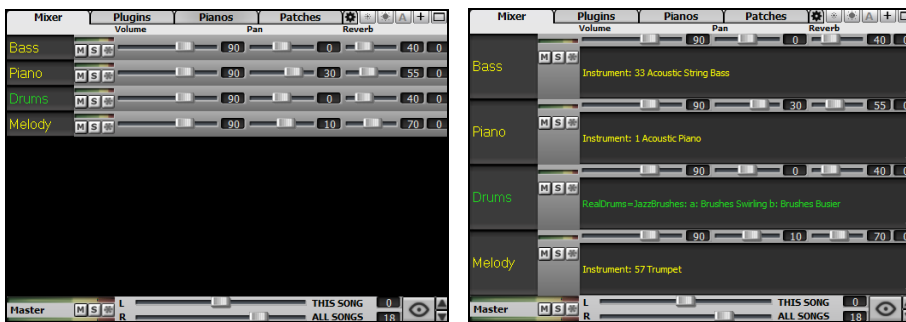 Mixer Plugins Pianos Patches A +
Volume Pan Reverb
Bass M S 90 0 40 0
Piano M S 90 30 55 0
Drums M S 90 0 40 0
Melody M S 90 10 70 0
Master M S L THIS SONG 0
R ALL SONGS 18
Mixer Plugins Pianos Patches A +
Volume Pan Reverb
90 0 40
Bass M S
Instrument: 33 Acoustic String Bass
90 30 55
Piano M S
Instrument: 1 Acoustic Piano
90 0 40
Drums M S
RealDrums=JazzBrushes: a: Brushes Swirling b: Brushes Busier
90 10 70
Melody M S
Instrument: 57 Trumpet
Master M S L THIS SONG 0
R ALL SONGS 18